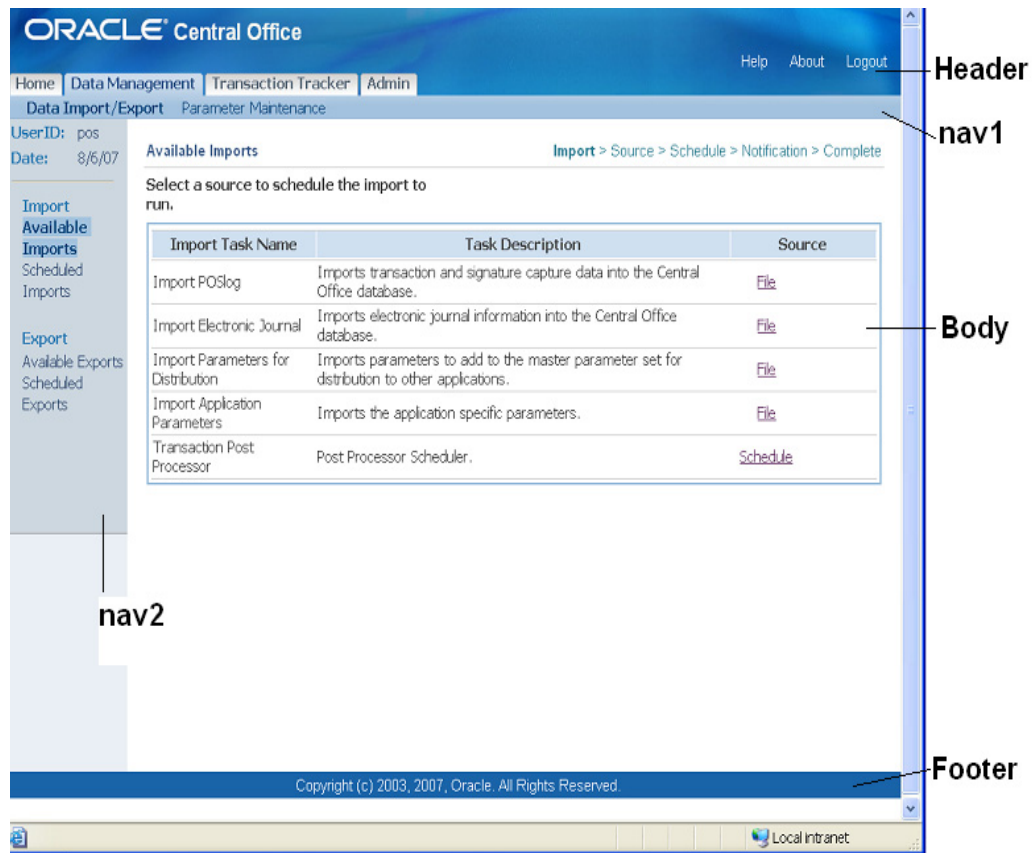 ORACLE Central Office
Help About Logout
Header
Home Data Management Transaction Tracker Admin
Data Import/Export Parameter Maintenance
nav1
UserID: pos
Date: 8/6/07
Import
Available
Imports
Scheduled
Imports
Export
Available Exports
Scheduled
Exports
nav2
Available Imports
Import > Source > Schedule > Notification > Complete
Select a source to schedule the import to
run.
Import Task Name Task Description Source
Import POSlog
Imports transaction and signature capture data into the Central
Office database.
File
Import Electronic Journal
Imports electronic journal information into the Central Office
database.
File
Body
Import Parameters for
Distribution
Imports parameters to add to the master parameter set for
distribution to other applications.
File
Import Application
Parameters
Imports the application specific parameters.
File
Transaction Post
Processor
Post Processor Scheduler.
Schedule
Copyright (c) 2003, 2007, Oracle. All Rights Reserved.
Footer
Local intranet